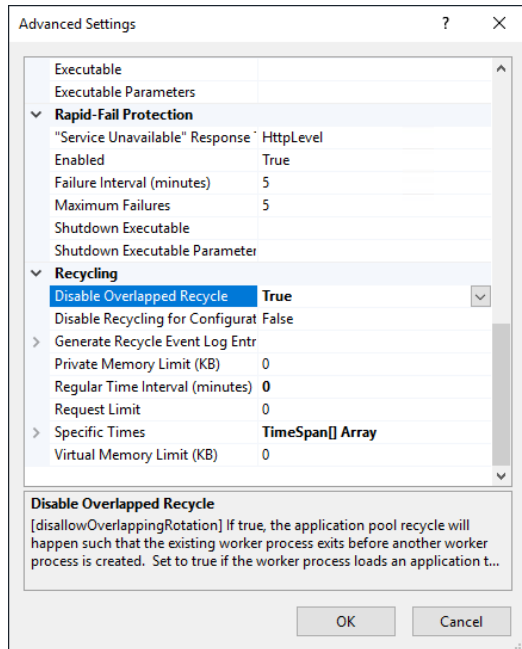 Advanced Settings ? ×
Executable
Executable Parameters
Rapid-Fail Protection
"Service Unavailable" Response HttpLevel
Enabled True
Failure Interval (minutes) 5
Maximum Failures 5
Shutdown Executable
Shutdown Executable Parameter
Recycling
Disable Overlapped Recycle True
Disable Recycling for Configurat False
Generate Recycle Event Log Entr
Private Memory Limit (KB) 0
Regular Time Interval (minutes) 0
Request Limit 0
Specific Times TimeSpan[] Array
Virtual Memory Limit (KB) 0
Disable Overlapped Recycle
[disallowOverlappingRotation] If true, the application pool recycle will
happen such that the existing worker process exits before another worker
process is created. Set to true if the worker process loads an application t...
OK Cancel